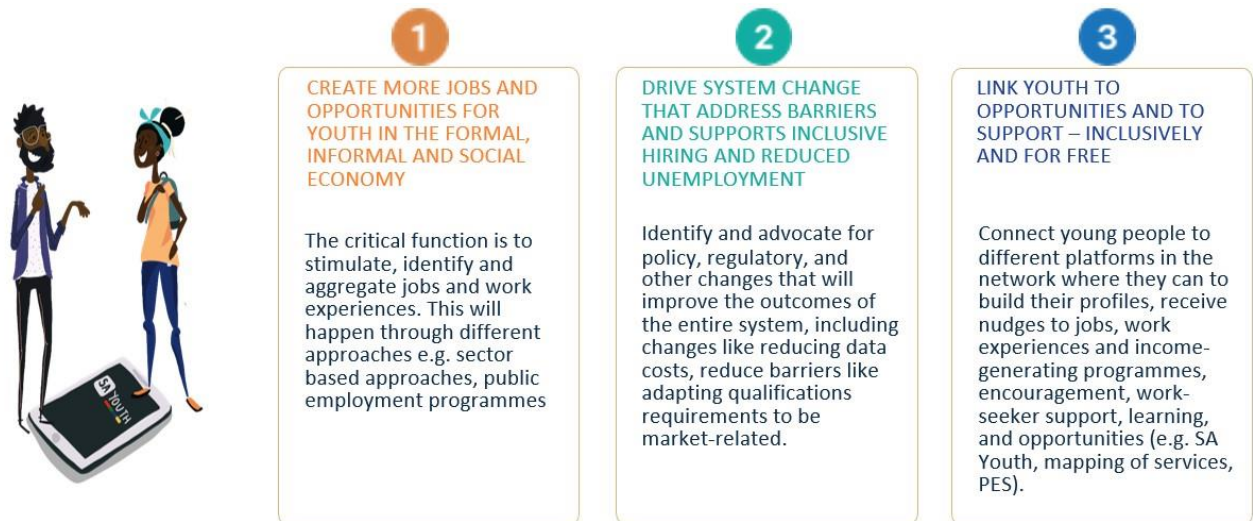 1
CREATE MORE JOBS AND
OPPORTUNITIES FOR
YOUTH IN THE FORMAL,
INFORMAL AND SOCIAL
ECONOMY
The critical function is to
stimulate, identify and
aggregate jobs and work
experiences. This will
happen through different
approaches e.g. sector
based approaches, public
employment programmes
2
DRIVE SYSTEM CHANGE
THAT ADDRESS BARRIERS
AND SUPPORTS INCLUSIVE
HIRING AND REDUCED
UNEMPLOYMENT
Identify and advocate for
policy, regulatory, and
other changes that will
improve the outcomes of
the entire system, including
changes like reducing data
costs, reduce barriers like
adapting qualifications
requirements to be
market-related.
3
LINK YOUTH TO
OPPORTUNITIES AND TO
SUPPORT – INCLUSIVELY
AND FOR FREE
Connect young people to
different platforms in the
network where they can to
build their profiles, receive
nudges to jobs, work
experiences and income-
generating programmes,
encouragement, work-
seeker support, learning,
and opportunities (e.g. SA
Youth, mapping of services,
PES).
SA
YOUTH